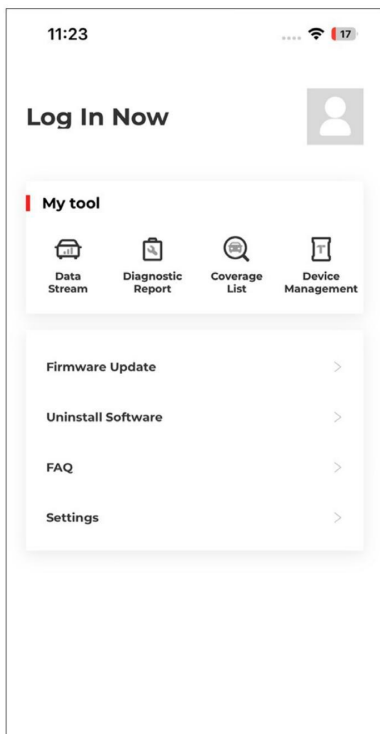 11:23
17
Log In Now
My tool
Data Stream
Diagnostic Report
Coverage List
T
Device Management
Firmware Update
Uninstall Software
FAQ
Settings